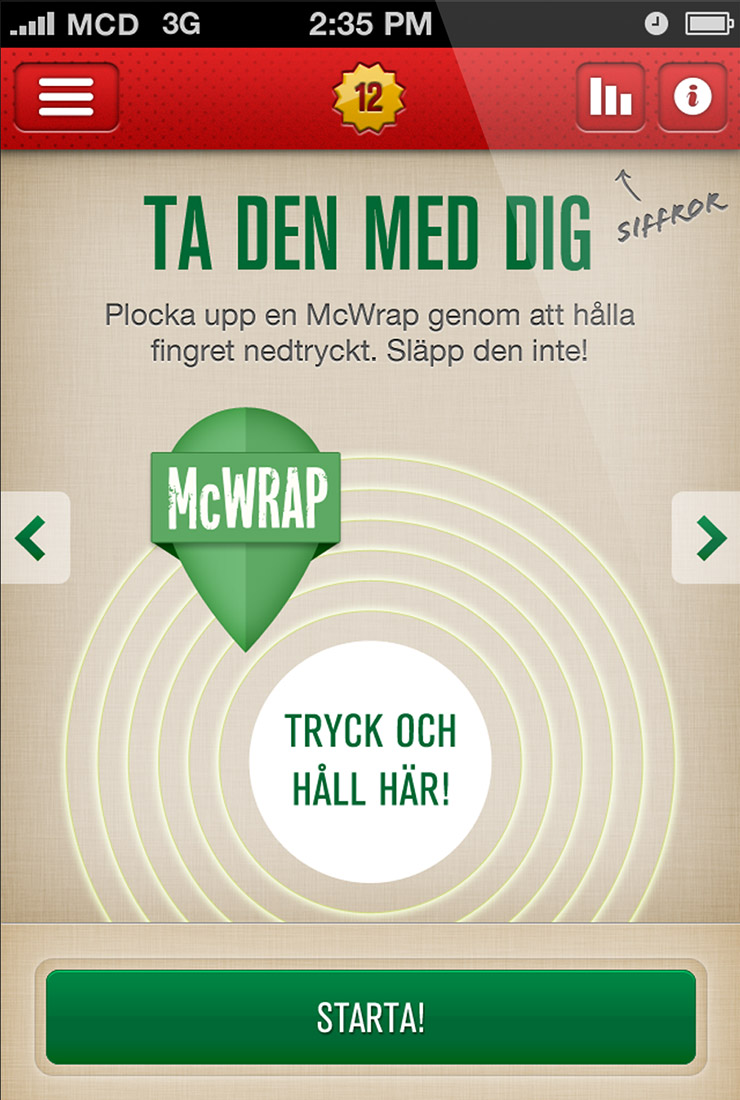 MCD 3G 2:35 PM
12
i
SIFFROR
TA DEN MED DIG
Plocka upp en McWrap genom att hålla
fingret nedtryckt. Släpp den inte!
McWRAP
TRYCK OCH
HÅLL HÄR!
STARTA!